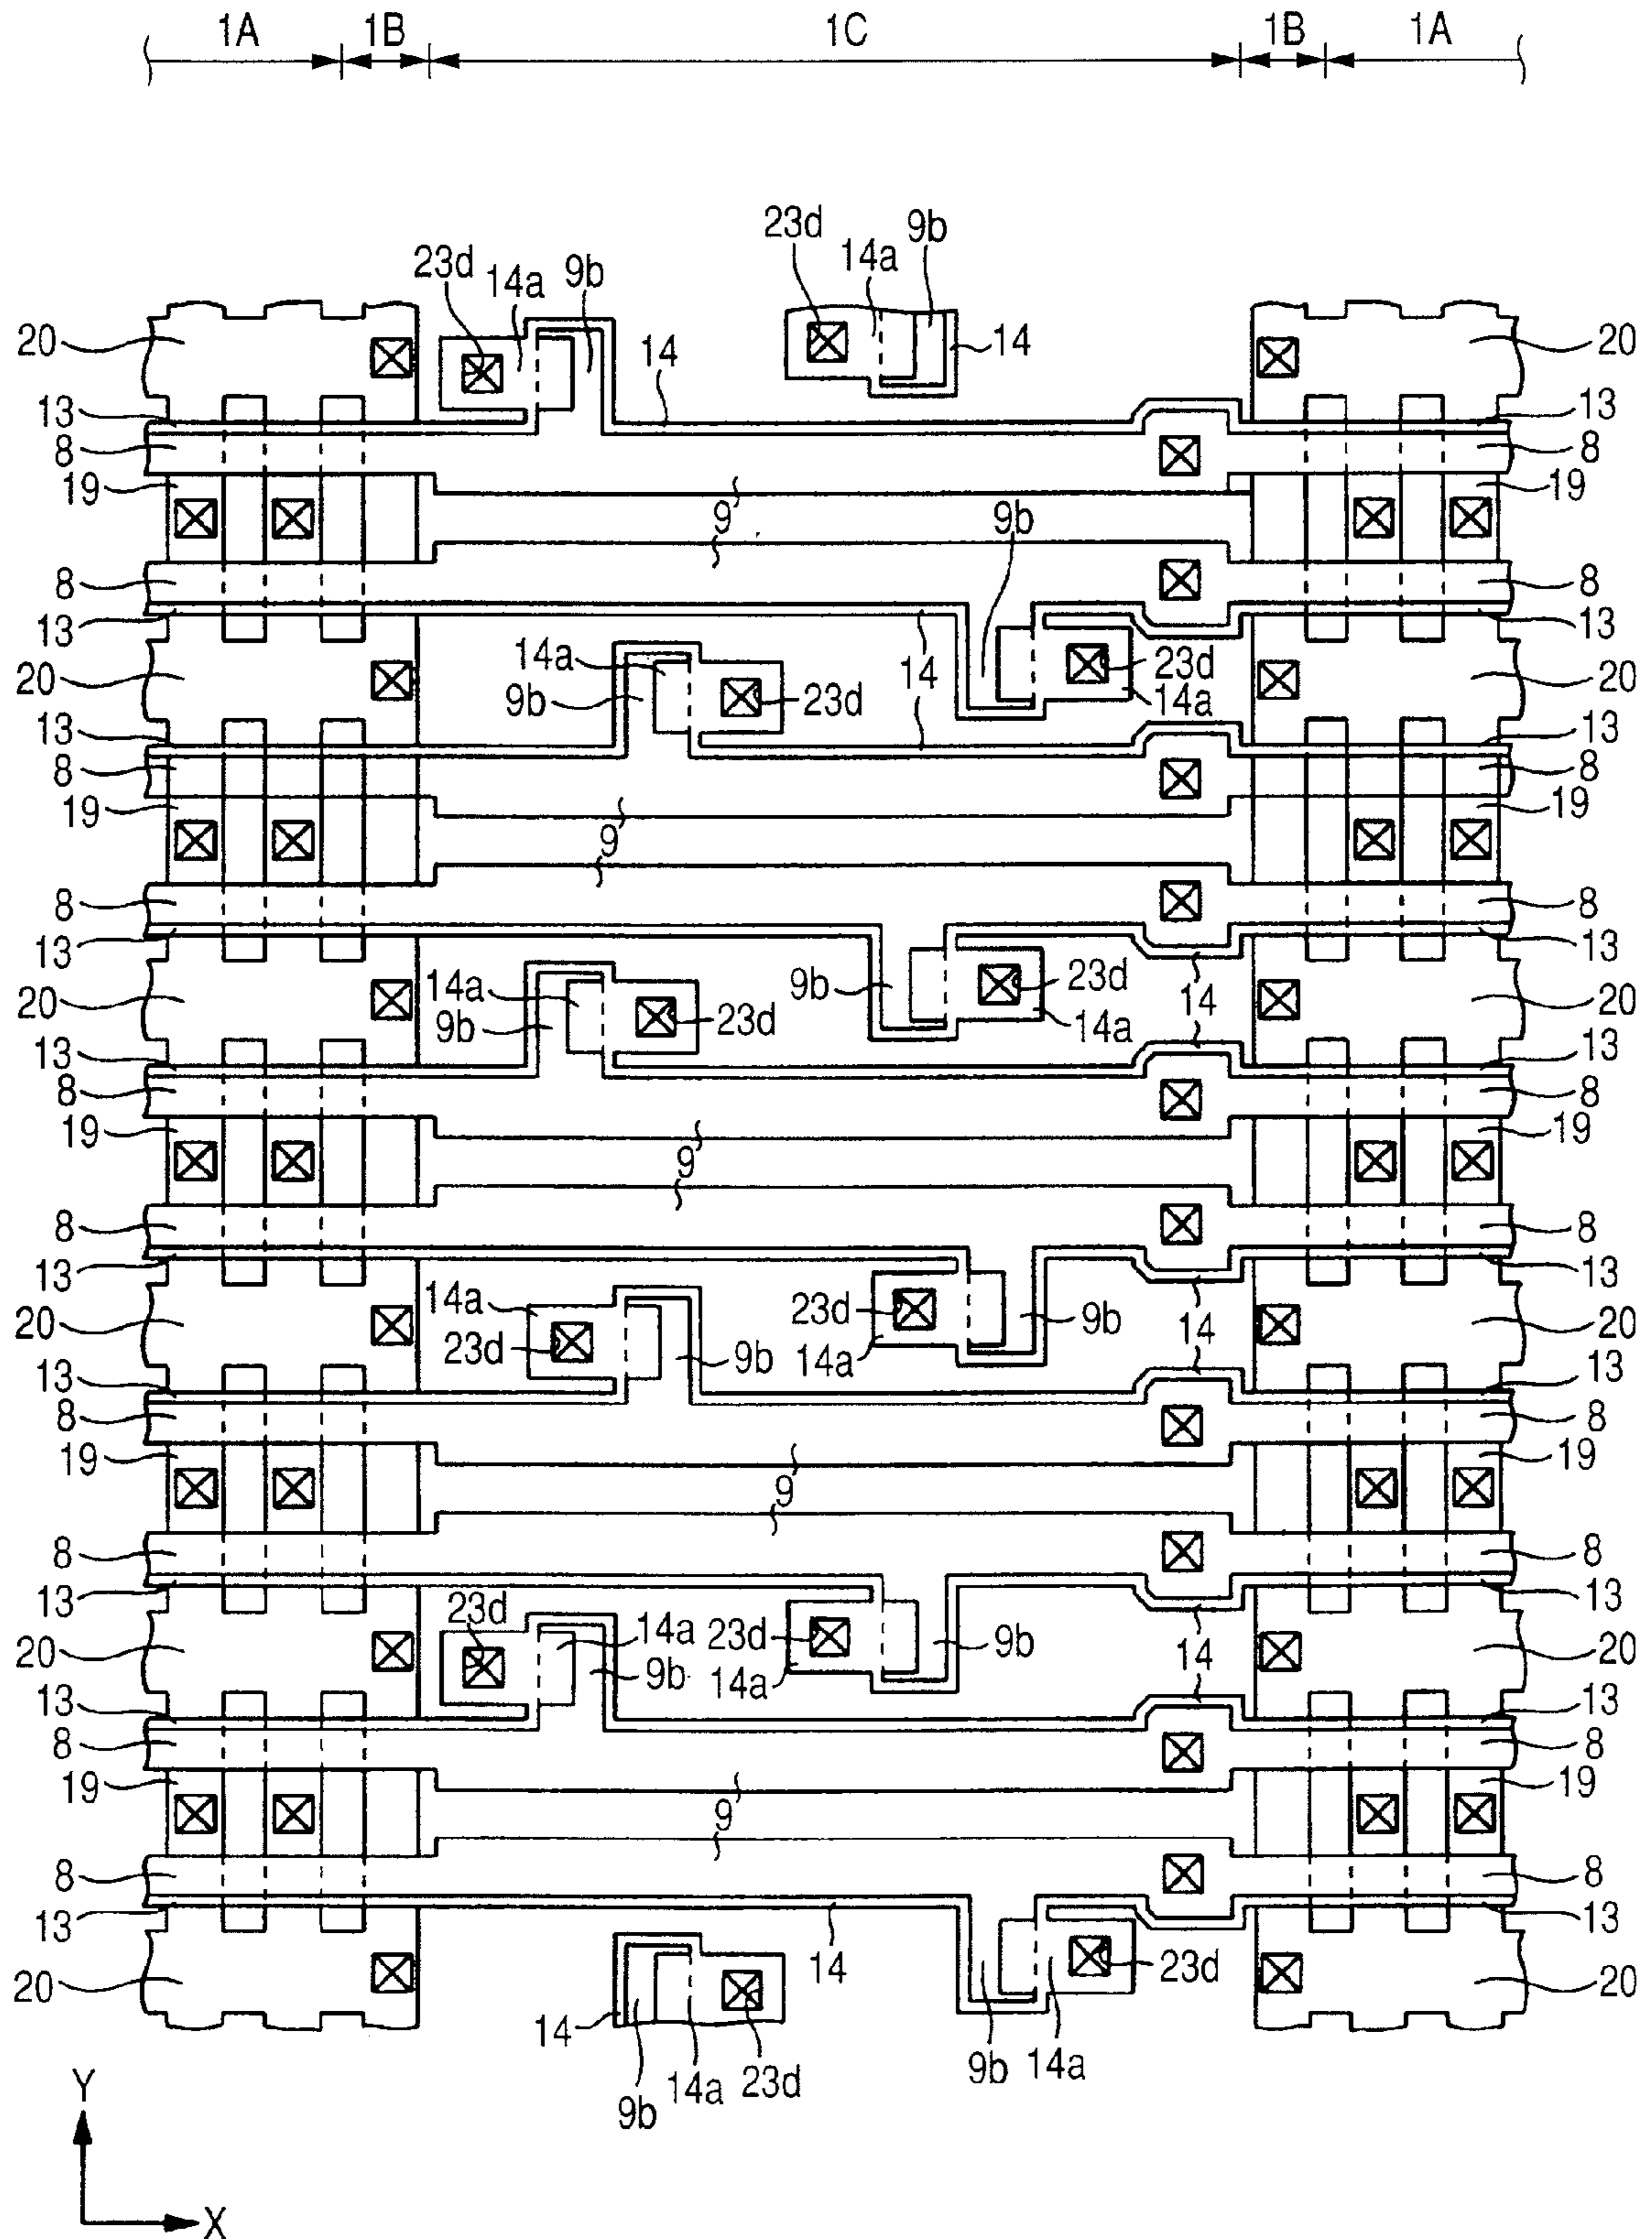 1A 1B 1C 1B 1A
23d 9b
23d 14a 9b 14a
20 14 14 20
13 13
8 8
19 9 9b 19
9
8 8
13 14 13
14a 14 23d
20 9b 23d 14a 20
13 13
8 8
19 9 19
8 8
13 13
14a 9b 23d 14
20 9b 23d 14a 20
13 14 13
8 8
19 9 19
8 8
13 13
14a 23d 9b 14
20 23d 9b 14a 14 20
13 13
8 8
19 9 19
8 8
13 23d 13
14a 23d 9b 14
20 9b 14a 14 20
13 13
8 8
19 9 19
8 8
13 14 13
20 23d 20
14 9b 14a
9b 14a 23d
Y
X